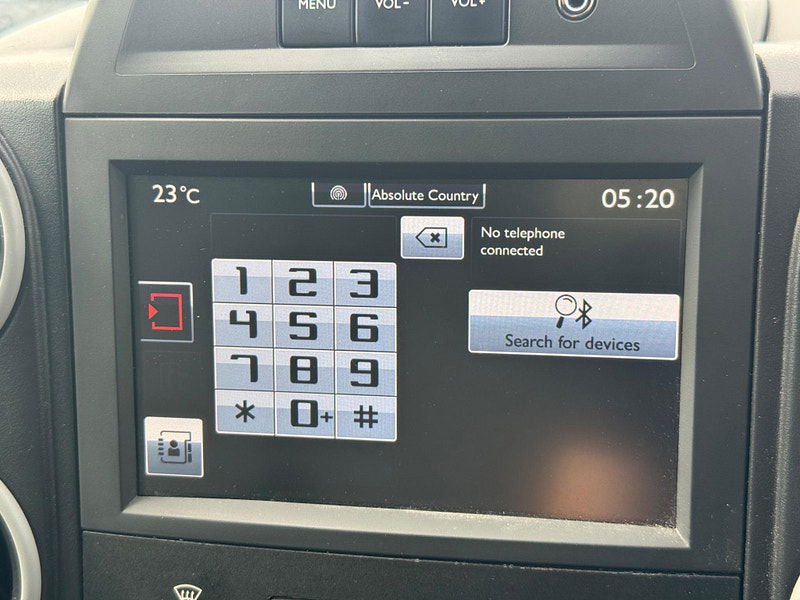 MENU VOL- VOL+
23°C Absolute Country 05:20
No telephone
connected
1 2 3
Search for devices
4 5 6
7 8 9
* 0+ #